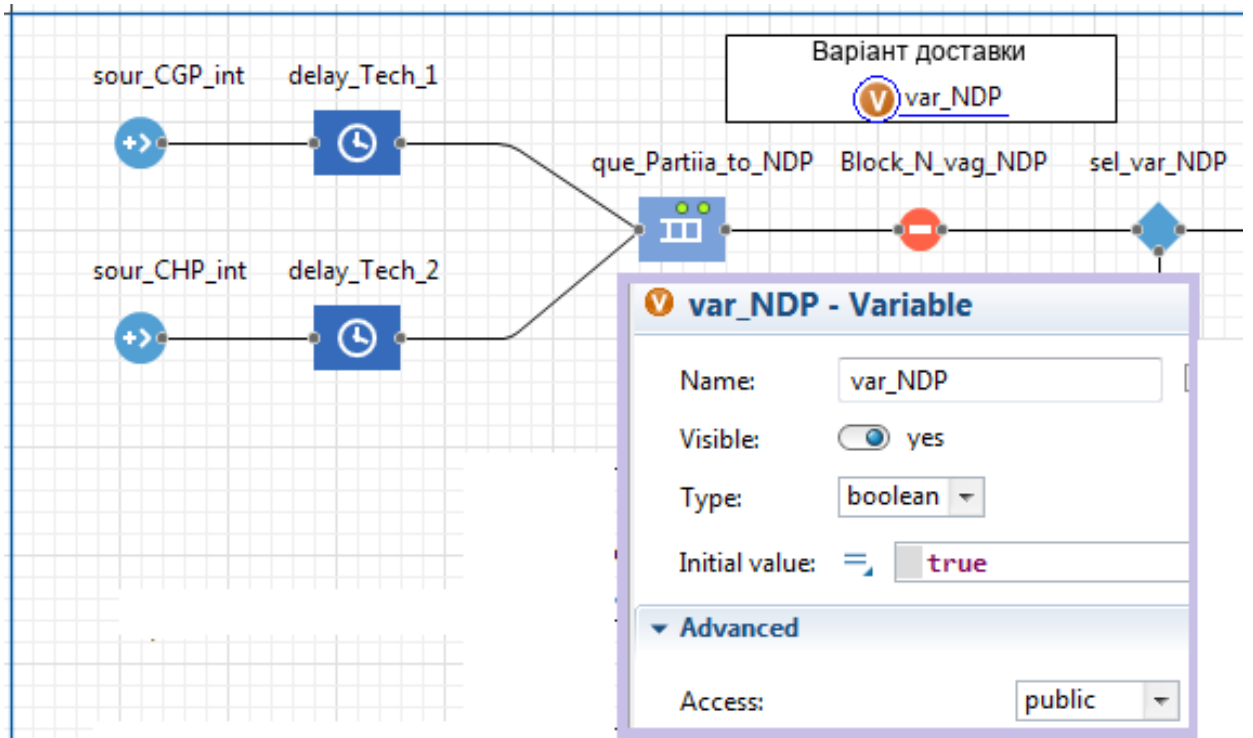 Варіант доставки
var_NDP
sour_CGP_int delay_Tech_1
que_Partiia_to_NDP Block_N_vag_NDP sel_var_NDP
sour_CHP_int delay_Tech_2
var_NDP - Variable
Name: var_NDP
Visible: yes
Type: boolean
Initial value: true
Advanced
Access: public